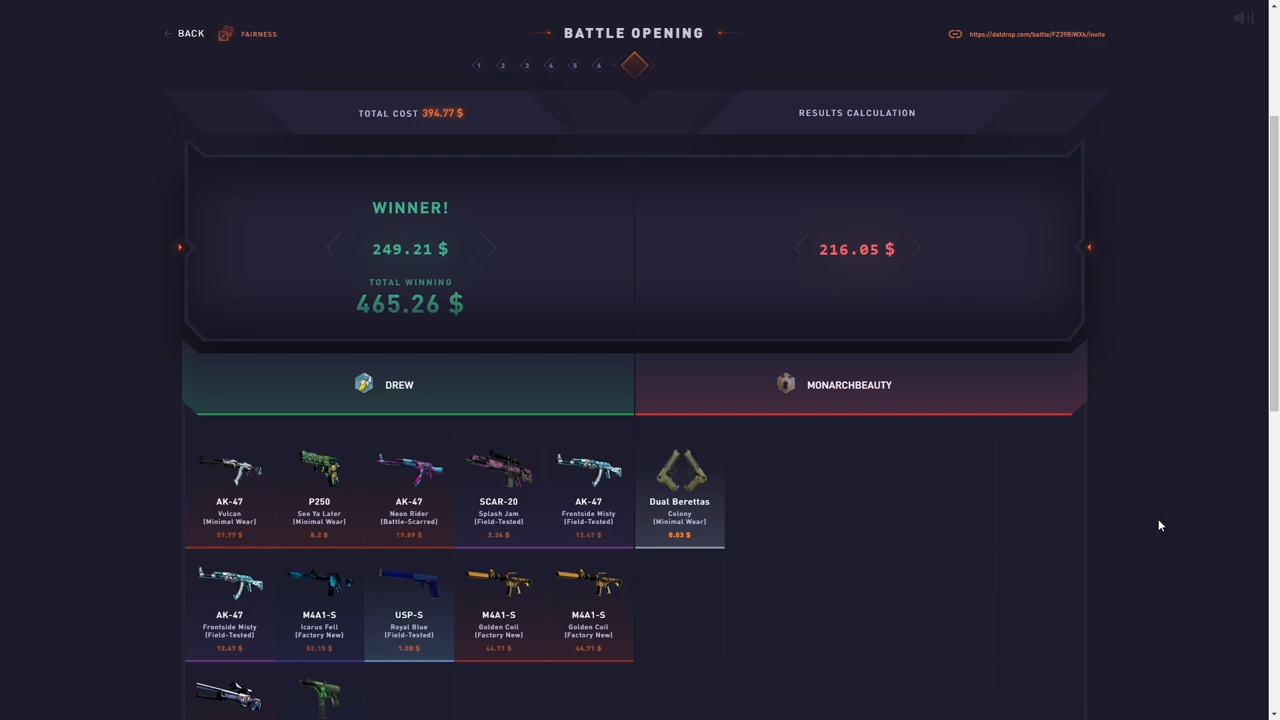 BACK
FAIRNESS
BATTLE OPENING
https://datdrop.com/battle/FZ39BiWXk/invite
1 2 3 4 5 6
TOTAL COST 394.77 $
RESULTS CALCULATION
WINNER!
249.21 $
216.05 $
TOTAL WINNING
465.26 $
DREW
MONARCHBEAUTY
AK-47
Vulcan
(Minimal Wear)
57.77 $
P250
See Ya Later
(Minimal Wear)
8.2 $
AK-47
Neon Rider
(Battle-Scarred)
19.89 $
SCAR-20
Splash Jam
(Field-Tested)
2.34 $
AK-47
Frontside Misty
(Field-Tested)
12.47 $
Dual Berettas
Colony
(Minimal Wear)
0.03 $
AK-47
Frontside Misty
(Field-Tested)
12.47 $
M4A1-S
Icarus Fell
(Factory New)
52.15 $
USP-S
Royal Blue
(Field-Tested)
1.08 $
M4A1-S
Golden Coil
(Factory New)
44.71 $
M4A1-S
Golden Coil
(Factory New)
44.71 $